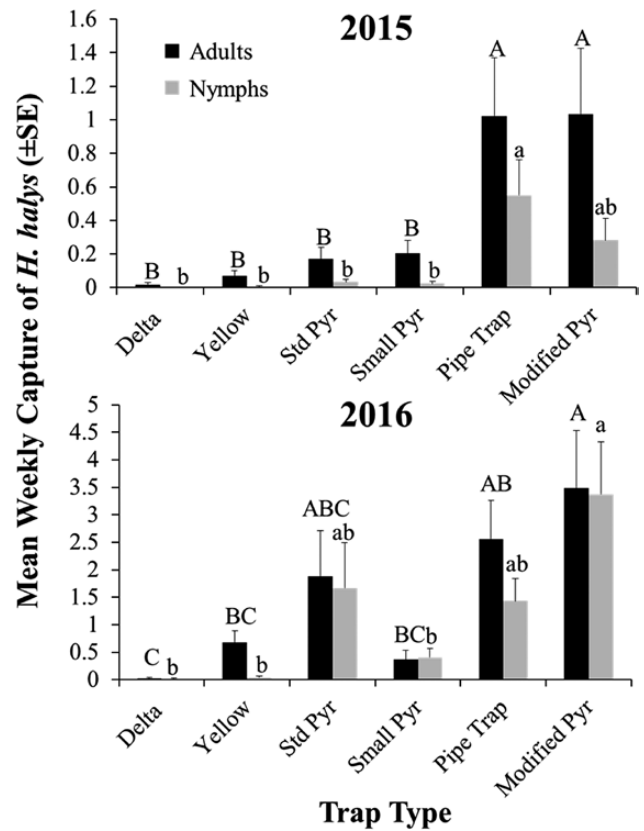 Mean Weekly Capture of H. halys (±SE)
2015
Adults
Nymphs
1.6
1.4
1.2
1
0.8
0.6
0.4
0.2
0
B b B b B b B b A a A ab
Delta Yellow Std Pyr Small Pyr Pipe Trap Modified Pyr
2016
5
4.5
4
3.5
3
2.5
2
1.5
1
0.5
0
C b BC b ABC ab BC b AB ab A a
Delta Yellow Std Pyr Small Pyr Pipe Trap Modified Pyr
Trap Type